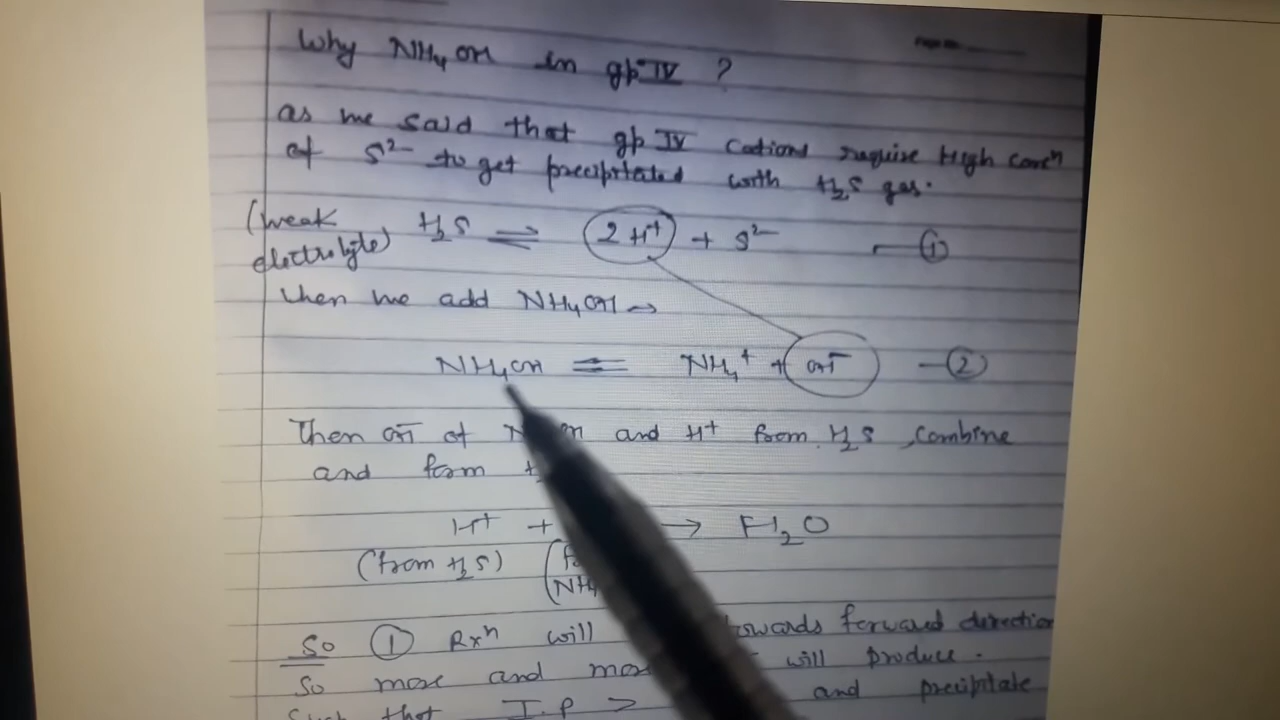 Why NH4OH in gp IV ?
as we said that gp IV cations require High concn
of S2- to get precipitated with H2S gas.
(weak electrolyte) H2S ⇌ 2H+ + S2- —①
when we add NH4OH →
NH4OH ⇌ NH4+ + OH- —②
Then OH- of and H+ from H2S, combine
and form
H+ + → H2O
(from H2S)
So ① Rxn will towards forward direction
So more and more will produce.
Such that I.P > and precipitate